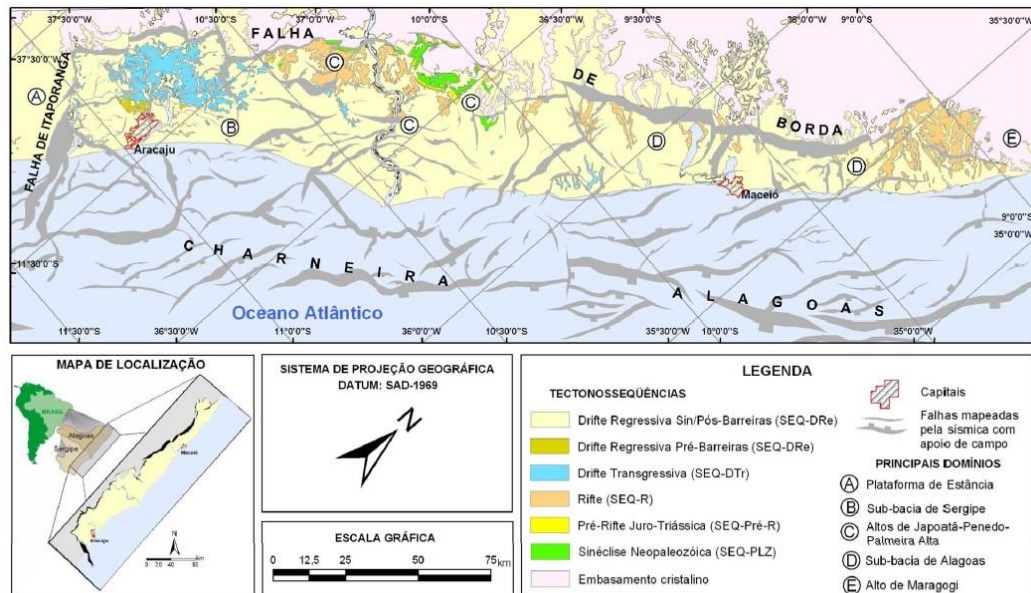 37°30'0"W
10°30'0"S
37°0'0"W
10°0'0"S
36°30'0"W
9°30'0"S
36°0'0"W
9°0'0"S
35°30'0"W
37°30'0"W
FALHA
DE
BORDA
FALHA DE ITAPORANGA
A
B
C
C
C
D
D
E
Aracaju
Maceió
9°0'0"S
35°0'0"W
11°30'0"S
CHARNEIRA
ALAGOAS
Oceano Atlântico
11°30'0"S
36°30'0"W
11°0'0"S
36°0'0"W
10°30'0"S
35°30'0"W
10°0'0"S
35°0'0"W
MAPA DE LOCALIZAÇÃO
BRASIL
Alagoas
Sergipe
Maceió
Aracaju
N
0 20 40 80 km
SISTEMA DE PROJEÇÃO GEOGRÁFICA
DATUM: SAD-1969
N
ESCALA GRÁFICA
0 12,5 25 50 75 km
LEGENDA
TECTONOSSEQÜÊNCIAS
Drifte Regressiva Sin/Pós-Barreiras (SEQ-DRe)
Drifte Regressiva Pré-Barreiras (SEQ-DRe)
Drifte Transgressiva (SEQ-DTr)
Rifte (SEQ-R)
Pré-Rifte Juro-Triássica (SEQ-Pré-R)
Sinéclise Neopaleozóica (SEQ-PLZ)
Embasamento cristalino
Capitais
Falhas mapeadas
pela sísmica com
apoio de campo
PRINCIPAIS DOMÍNIOS
A Plataforma de Estância
B Sub-bacia de Sergipe
C Altos de Japoatã-Penedo-
Palmeira Alta
D Sub-bacia de Alagoas
E Alto de Maragogi